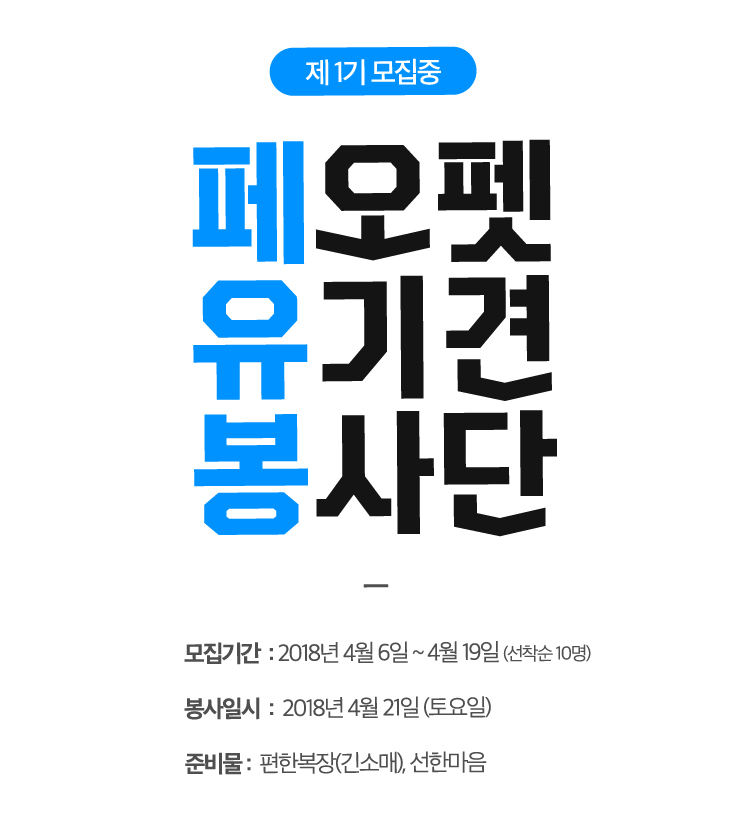 제 1기 모집중
페오펫
유기견
봉사단
모집기간 : 2018년 4월 6일 ~ 4월 19일 (선착순 10명)
봉사일시 : 2018년 4월 21일 (토요일)
준비물 : 편한복장(긴소매), 선한마음